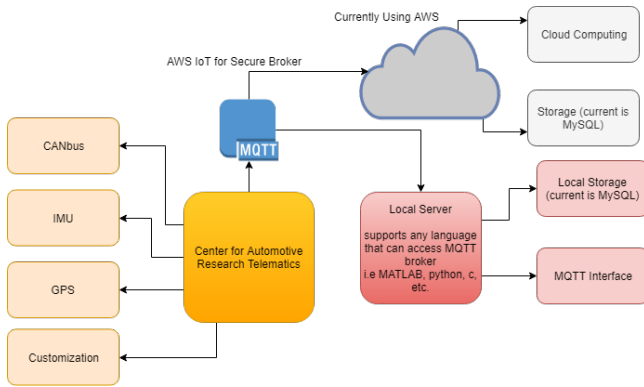 Currently Using AWS
Cloud Computing
AWS IoT for Secure Broker
Storage (current is
MySQL)
MQTT
CANbus
IMU
GPS
Customization
Center for Automotive
Research Telematics
Local Server
supports any language
that can access MQTT
broker
i.e MATLAB, python, c,
etc.
Local Storage
(current is MySQL)
MQTT Interface